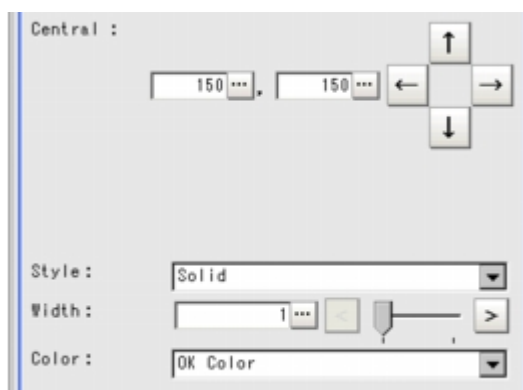 Central :
150 ..., 150 ... ← ↑ ↓ →
Style: Solid
Width: 1 ... < >
Color: OK Color